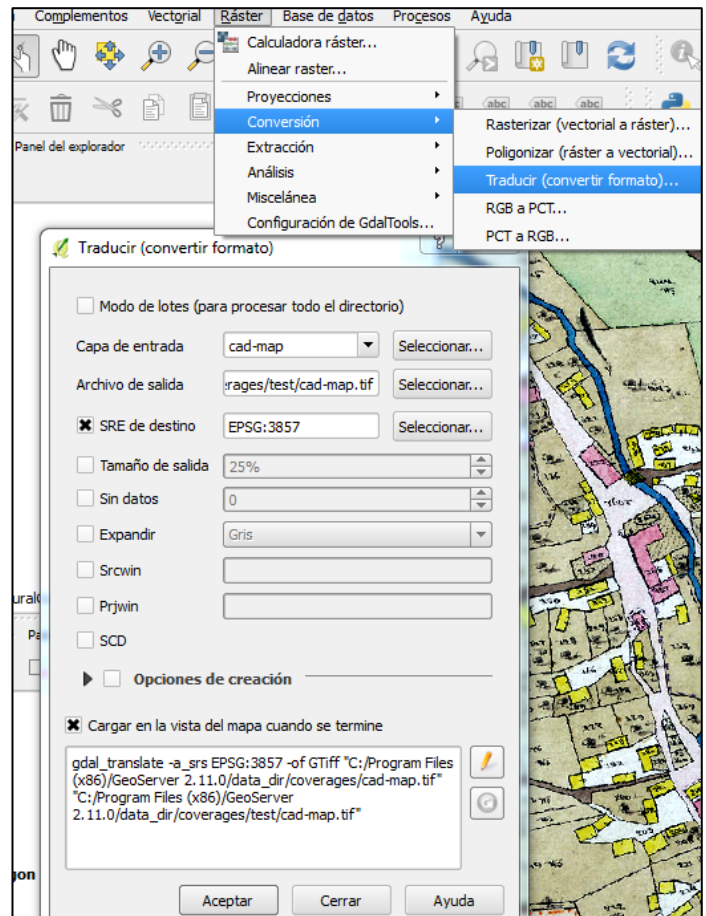 Complementos Vectorial Ráster Base de datos Procesos Ayuda
Calculadora ráster...
Alinear raster...
Proyecciones
Conversión
Extracción
Análisis
Miscelánea
Configuración de GdalTools...
abc abc abc
Rasterizar (vectorial a ráster)...
Poligonizar (ráster a vectorial)...
Traducir (convertir formato)...
RGB a PCT...
PCT a RGB...
Panel del explorador
Traducir (convertir formato)
?
Modo de lotes (para procesar todo el directorio)
Capa de entrada cad-map Seleccionar...
Archivo de salida erages/test/cad-map.tif Seleccionar...
SRE de destino EPSG:3857 Seleccionar...
Tamaño de salida 25%
Sin datos 0
Expandir Gris
Srcwin
Prjwin
SCD
Opciones de creación
Cargar en la vista del mapa cuando se termine
gdal_translate -a_srs EPSG:3857 -of GTiff "C:/Program Files
(x86)/GeoServer 2.11.0/data_dir/coverages/cad-map.tif"
"C:/Program Files (x86)/GeoServer
2.11.0/data_dir/coverages/test/cad-map.tif"
Aceptar Cerrar Ayuda